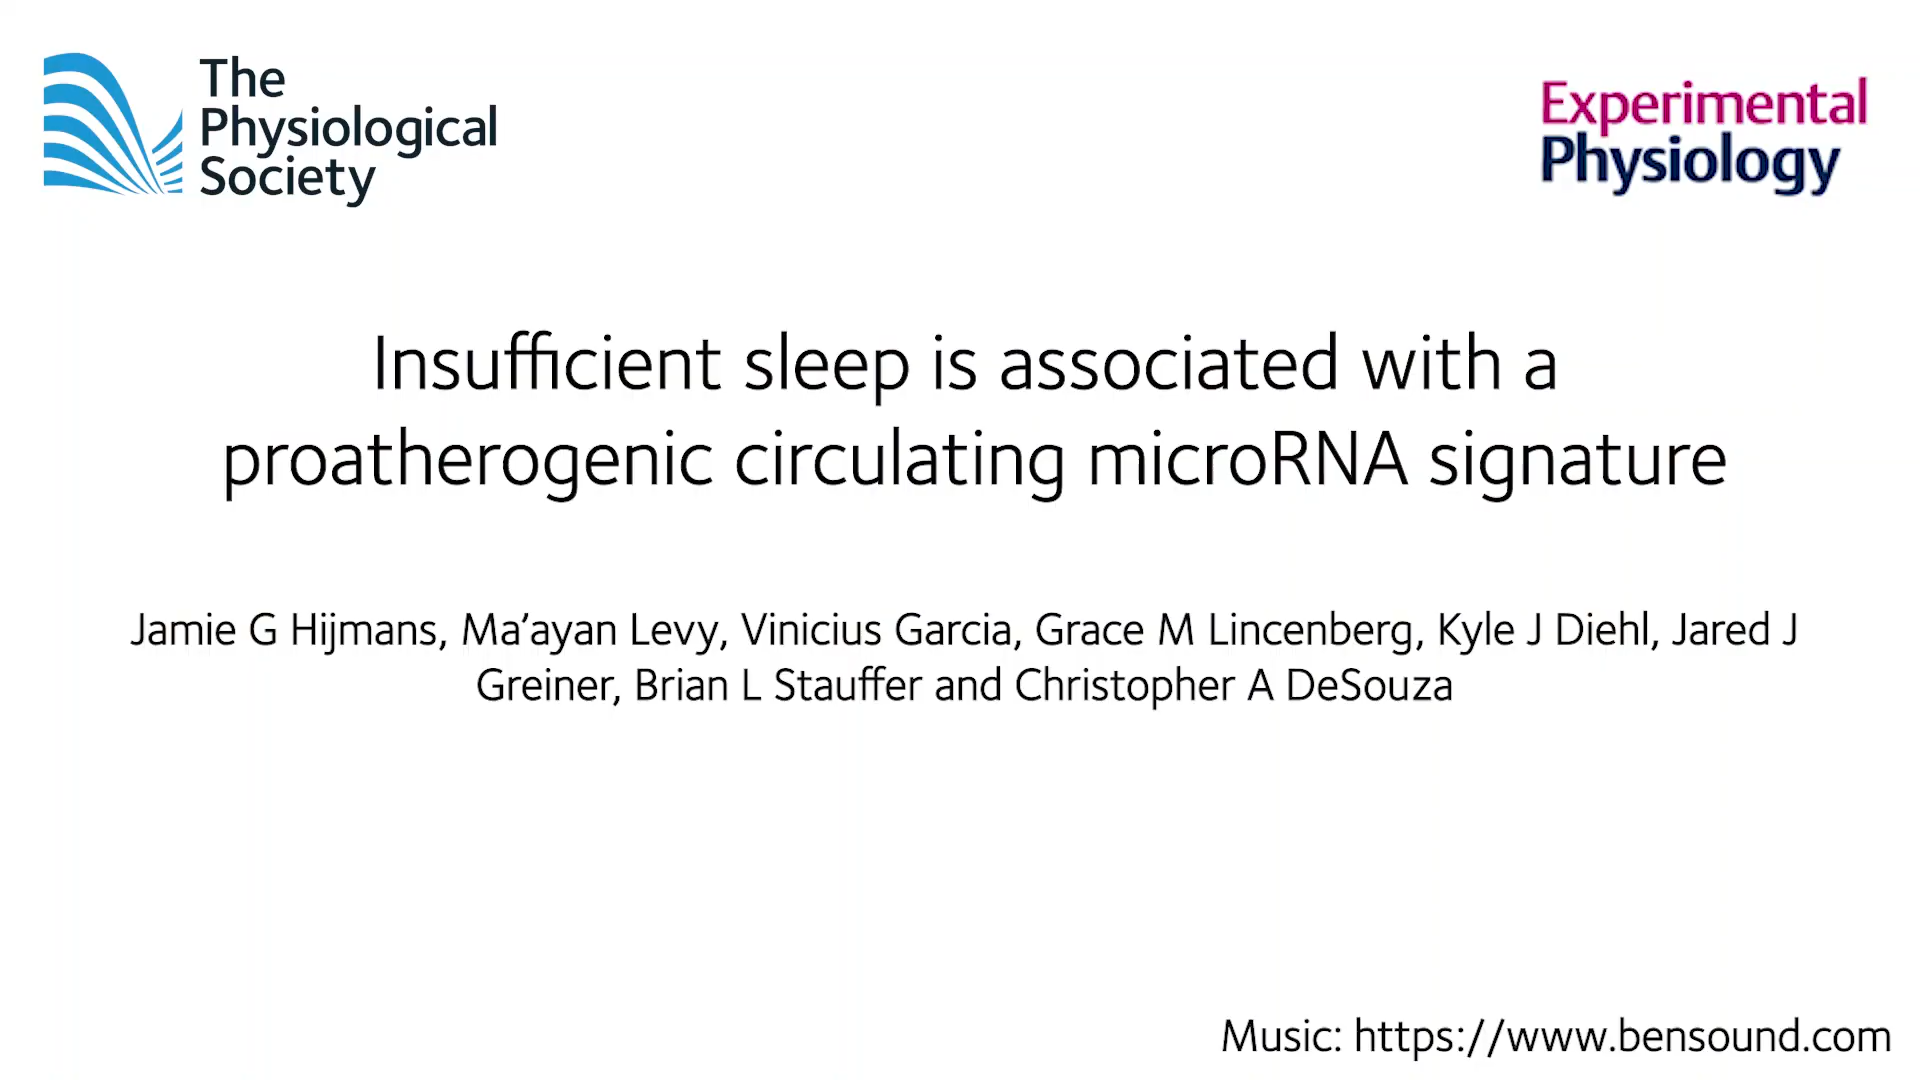 The
Physiological
Society
Experimental
Physiology
Insufficient sleep is associated with a
proatherogenic circulating microRNA signature
Jamie G Hijmans, Ma’ayan Levy, Vinicius Garcia, Grace M Lincenberg, Kyle J Diehl, Jared J
Greiner, Brian L Stauffer and Christopher A DeSouza
Music: https://www.bensound.com